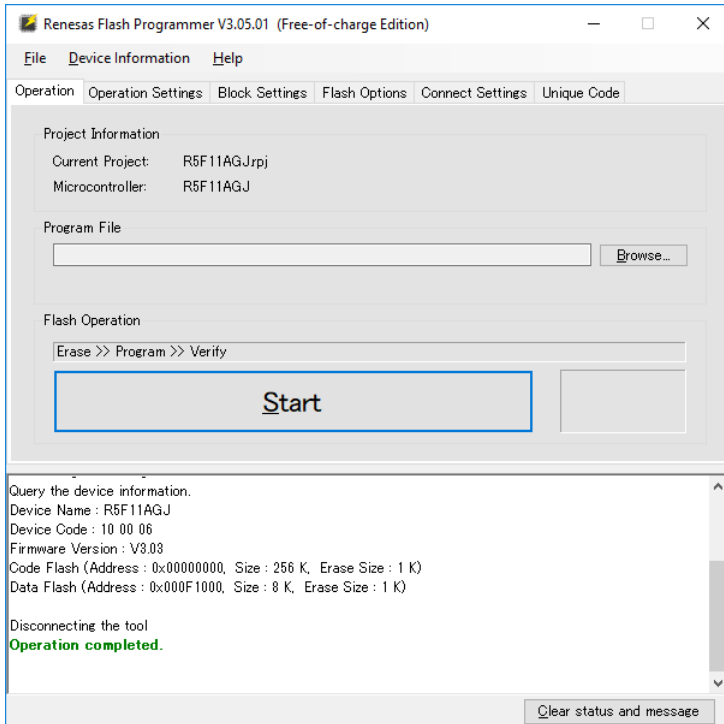 Renesas Flash Programmer V3.05.01 (Free-of-charge Edition)
File Device Information Help
Operation Operation Settings Block Settings Flash Options Connect Settings Unique Code
Project Information
Current Project: R5F11AGJ.rpj
Microcontroller: R5F11AGJ
Program File
Browse...
Flash Operation
Erase >> Program >> Verify
Start
Query the device information.
Device Name : R5F11AGJ
Device Code : 10 00 06
Firmware Version : V3.03
Code Flash (Address : 0x00000000, Size : 256 K, Erase Size : 1 K)
Data Flash (Address : 0x000F1000, Size : 8 K, Erase Size : 1 K)
Disconnecting the tool
Operation completed.
Clear status and message